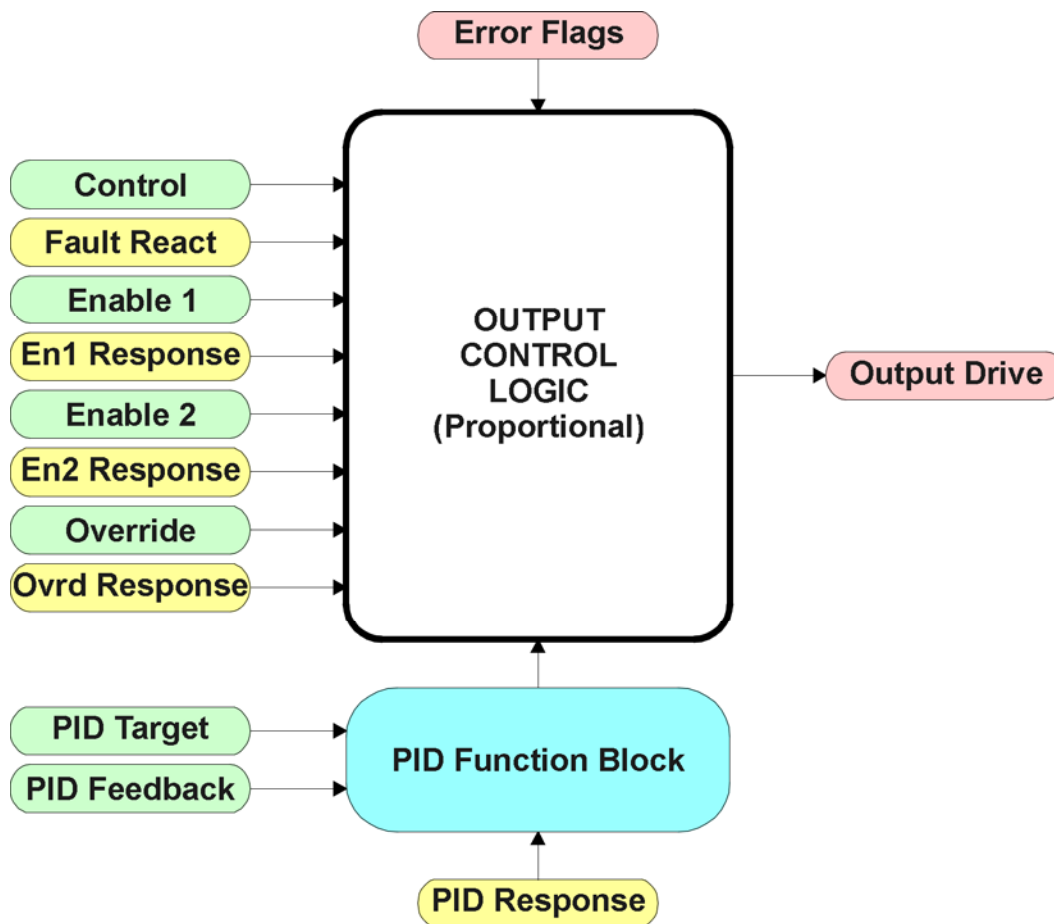 Error Flags
Control
Fault React
Enable 1
En1 Response
Enable 2
En2 Response
Override
Ovrd Response
OUTPUT
CONTROL
LOGIC
(Proportional)
Output Drive
PID Target
PID Feedback
PID Function Block
PID Response